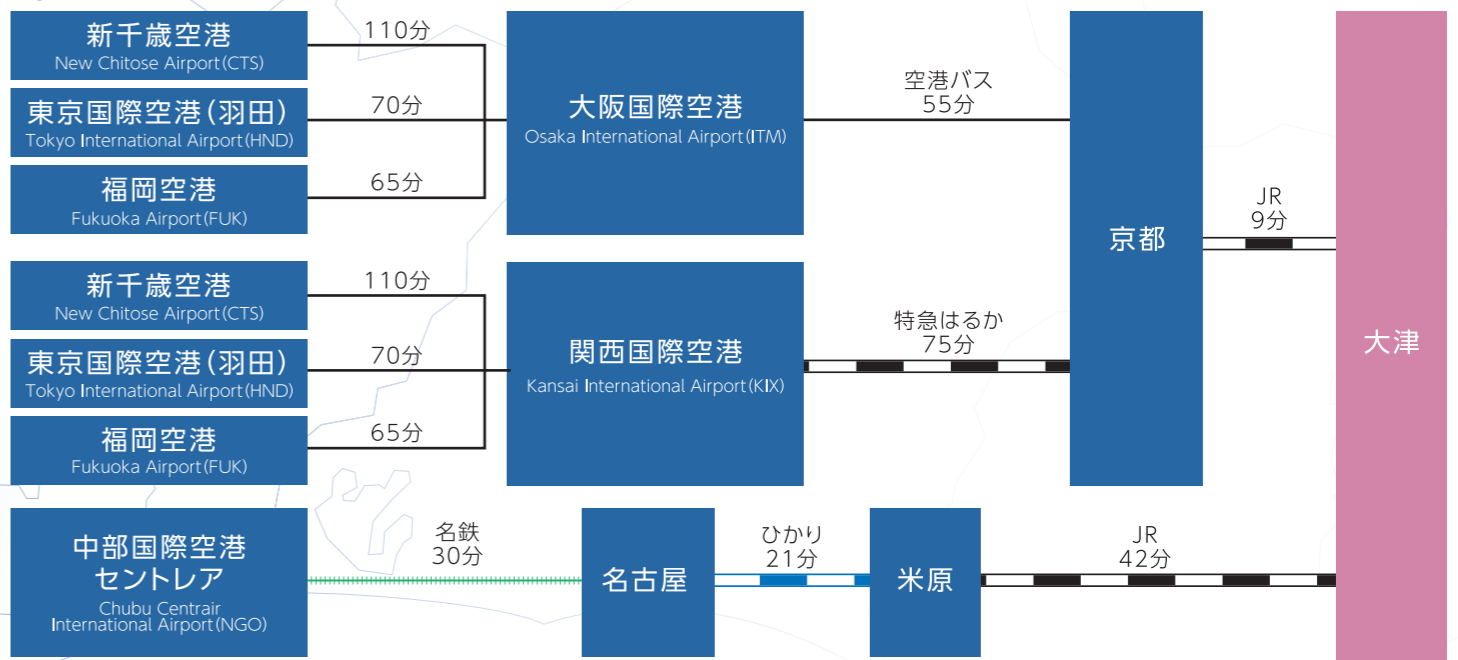 新千歳空港
New Chitose Airport(CTS)
110分
東京国際空港(羽田)
Tokyo International Airport(HND)
70分
福岡空港
Fukuoka Airport(FUK)
65分
大阪国際空港
Osaka International Airport(ITM)
空港バス
55分
新千歳空港
New Chitose Airport(CTS)
110分
東京国際空港(羽田)
Tokyo International Airport(HND)
70分
福岡空港
Fukuoka Airport(FUK)
65分
関西国際空港
Kansai International Airport(KIX)
特急はるか
75分
京都
JR
9分
大津
中部国際空港
セントレア
Chubu Centrair
International Airport(NGO)
名鉄
30分
名古屋
ひかり
21分
米原
JR
42分